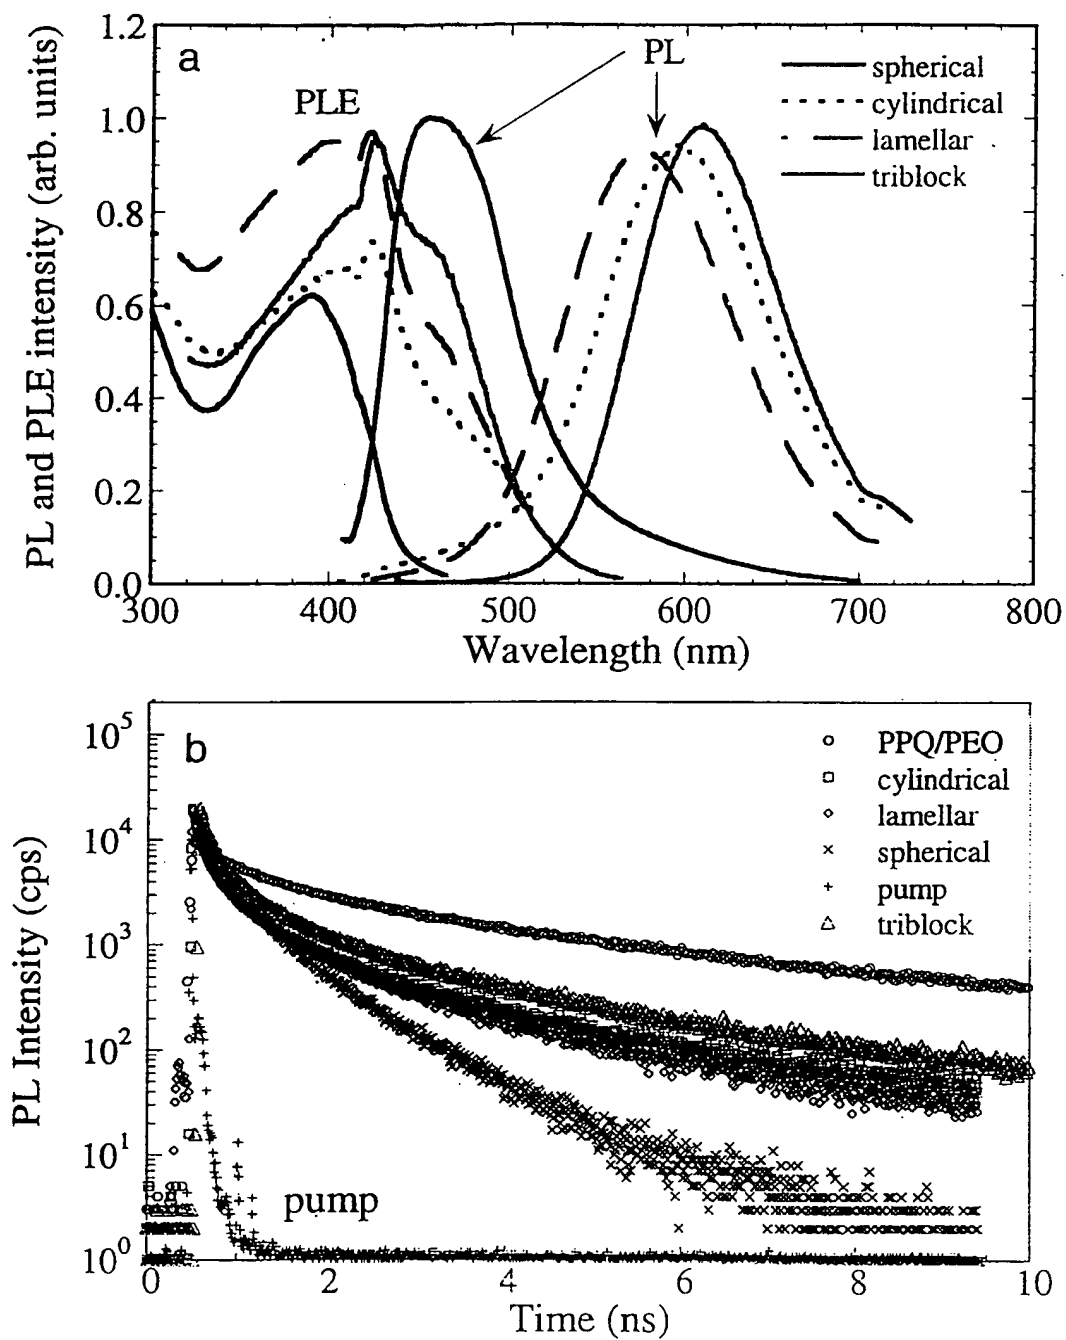 1.2
a
PL
spherical
PLE
cylindrical
1.0
lamellar
triblock
0.8
0.6
0.4
0.2
0.0
300
400
500
600
700
800
Wavelength (nm)
PL and PLE intensity (arb. units)
b
10^5
PPQ/PEO
cylindrical
lamellar
10^4
spherical
pump
triblock
10^3
10^2
10^1
pump
10^0
0
2
4
6
8
10
Time (ns)
PL Intensity (cps)